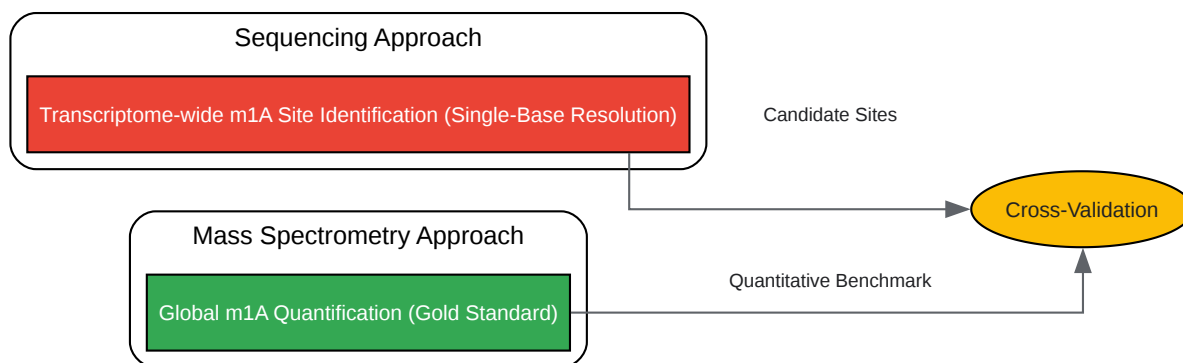 Sequencing Approach
Transcriptome-wide m1A Site Identification (Single-Base Resolution)
Candidate Sites
Cross-Validation
Mass Spectrometry Approach
Global m1A Quantification (Gold Standard)
Quantitative Benchmark